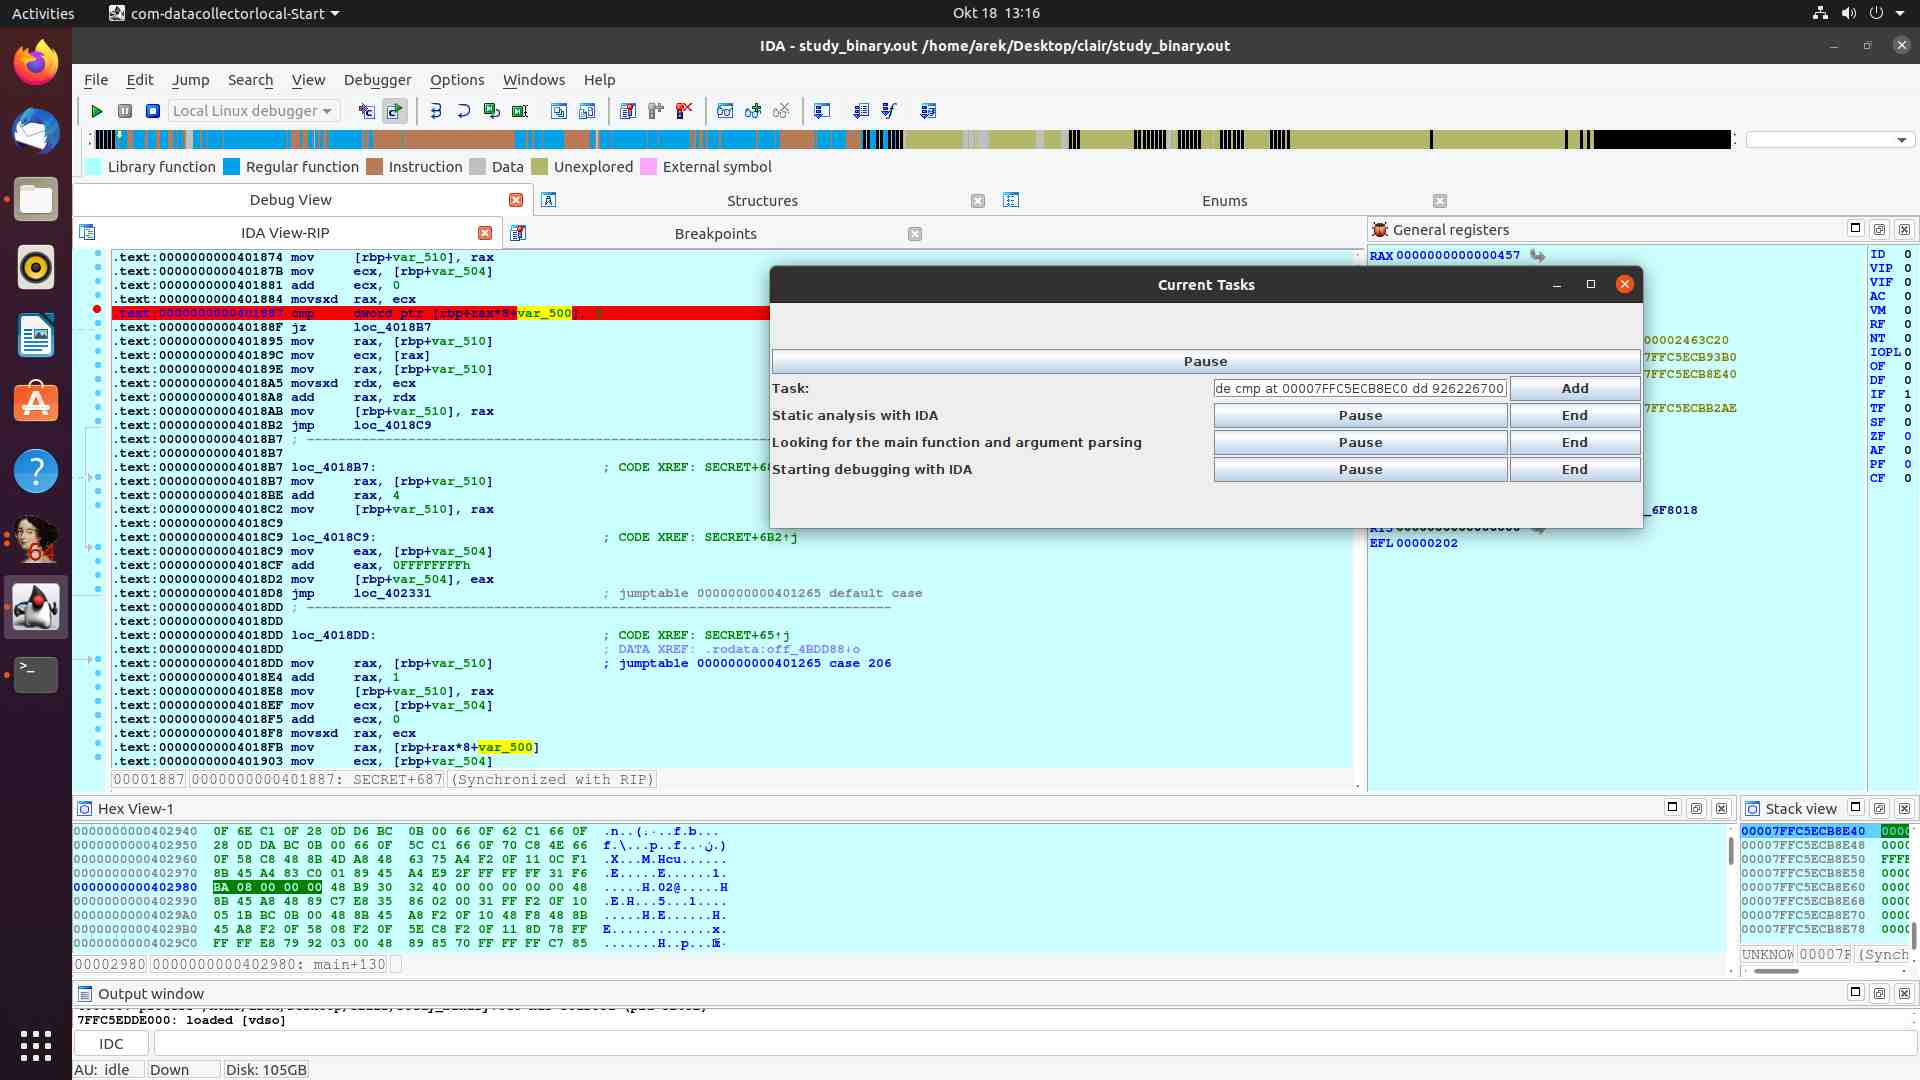 Activities com-datacollectorlocal-Start Okt 18 13:16
IDA - study_binary.out /home/arek/Desktop/clair/study_binary.out
File Edit Jump Search View Debugger Options Windows Help
Local Linux debugger
Library function Regular function Instruction Data Unexplored External symbol
Debug View Structures Enums
IDA View-RIP Breakpoints
General registers
.text:0000000000401874 mov [rbp+var_510], rax
.text:000000000040187B mov ecx, [rbp+var_504]
.text:0000000000401881 add ecx, 0
.text:0000000000401884 movsxd rax, ecx
.text:0000000000401887 cmp dword ptr [rbp+rax*8+var_500],
.text:000000000040188F jz loc_4018B7
.text:0000000000401895 mov rax, [rbp+var_510]
.text:000000000040189C mov ecx, [rax]
.text:000000000040189E mov rax, [rbp+var_510]
.text:00000000004018A5 movsxd rdx, ecx
.text:00000000004018A8 add rax, rdx
.text:00000000004018AB mov [rbp+var_510], rax
.text:00000000004018B2 jmp loc_4018C9
.text:00000000004018B7 ; ---------------------------------------------------------------------------
.text:00000000004018B7
.text:00000000004018B7 loc_4018B7: ; CODE XREF: SECRET+68
.text:00000000004018B7 mov rax, [rbp+var_510]
.text:00000000004018BE add rax, 4
.text:00000000004018C2 mov [rbp+var_510], rax
.text:00000000004018C9
.text:00000000004018C9 loc_4018C9: ; CODE XREF: SECRET+6B2↑j
.text:00000000004018C9 mov eax, [rbp+var_504]
.text:00000000004018CF add eax, 0FFFFFFFFh
.text:00000000004018D2 mov [rbp+var_504], eax
.text:00000000004018D8 jmp loc_402331 ; jumptable 0000000000401265 default case
.text:00000000004018DD ; ---------------------------------------------------------------------------
.text:00000000004018DD
.text:00000000004018DD loc_4018DD: ; CODE XREF: SECRET+65↑j
.text:00000000004018DD ; DATA XREF: .rodata:off_4BDD88↓o
.text:00000000004018DD mov rax, [rbp+var_510] ; jumptable 0000000000401265 case 206
.text:00000000004018E4 add rax, 1
.text:00000000004018E8 mov [rbp+var_510], rax
.text:00000000004018EF mov ecx, [rbp+var_504]
.text:00000000004018F5 add ecx, 0
.text:00000000004018F8 movsxd rax, ecx
.text:00000000004018FB mov rax, [rbp+rax*8+var_500]
.text:0000000000401903 mov ecx, [rbp+var_504]
00001887 0000000000401887: SECRET+687 (Synchronized with RIP)
Current Tasks
Pause
Task: de cmp at 00007FFC5ECB8EC0 dd 926226700 Add
Static analysis with IDA Pause End
Looking for the main function and argument parsing Pause End
Starting debugging with IDA Pause End
RAX 0000000000000457
00002463C20
7FFC5ECB93B0
7FFC5ECB8E40
7FFC5ECBB2AE
_6F8018
EFL 00000202
ID 0
VIP 0
VIF 0
AC 0
VM 0
RF 0
NT 0
IOPL 0
OF 0
DF 0
IF 1
TF 0
SF 0
ZF 0
AF 0
PF 0
CF 0
Hex View-1
0000000000402940 0F 6E C1 0F 28 0D D6 BC 0B 00 66 0F 62 C1 66 0F .n..(.....f.b...
0000000000402950 28 0D DA BC 0B 00 66 0F 5C C1 66 0F 70 C8 4E 66
0000000000402960 0F 58 C8 48 8B 4D A8 48 63 75 A4 F2 0F 11 0C F1 .X...M.Hcu......
0000000000402970 8B 45 A4 83 C0 01 89 45 A4 E9 2F FF FF FF 31 F6 .E.....E......1.
0000000000402980 BA 08 00 00 00 48 B9 30 32 40 00 00 00 00 00 48 .....H.02@.....H
0000000000402990 8B 45 A8 48 89 C7 E8 35 86 02 00 31 FF F2 0F 10 .E.H...5...1....
00000000004029A0 05 1B BC 0B 00 48 8B 45 A8 F2 0F 10 48 F8 48 8B .....H.E....H.
00000000004029B0 45 A8 F2 0F 58 08 F2 0F 5E C8 F2 0F 11 8D 78 FF E.............x.
00000000004029C0 FF FF E8 79 92 03 00 48 89 85 70 FF FF FF C7 85
00002980 0000000000402980: main+130
Stack view
00007FFC5ECB8E40 0000
00007FFC5ECB8E48 0000
00007FFC5ECB8E50 FFFF
00007FFC5ECB8E58 0000
00007FFC5ECB8E60 0000
00007FFC5ECB8E68 0000
00007FFC5ECB8E70 0000
00007FFC5ECB8E78 0000
UNKNOW 00007F (Synch
Output window
7FFC5EDDE000: loaded [vdso]
IDC
AU: idle Down Disk: 105GB